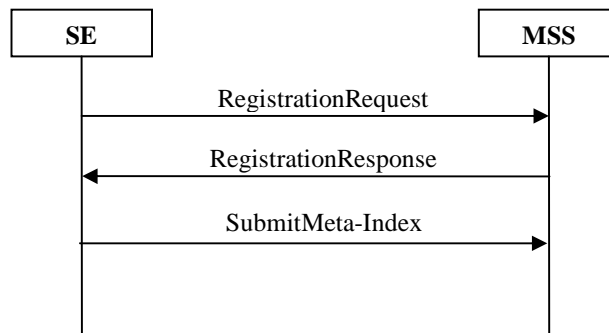 SE
MSS
RegistrationRequest
RegistrationResponse
SubmitMeta-Index